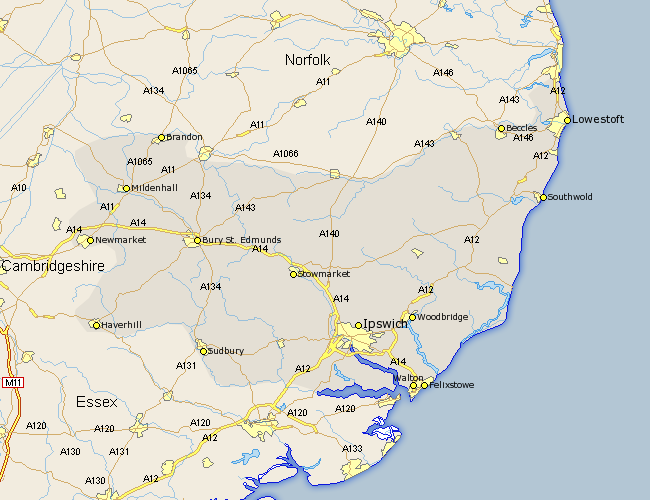 Norfolk
A1065
A146
A11
A134
A12
A143
A140
Lowestoft
A11
Beccles
Brandon
A146
A143
A1066
A12
A1065
A11
A10
Mildenhall
A134
Southwold
A11
A143
A14
A14
A140
Newmarket
Bury St. Edmunds
A12
A14
Cambridgeshire
Stowmarket
A134
A12
A14
Woodbridge
Haverhill
Ipswich
Sudbury
A14
A131
A12
M11
Walton
Felixstowe
Essex
A120
A120
A120
A120
A12
A133
A130
A131
A12
A130